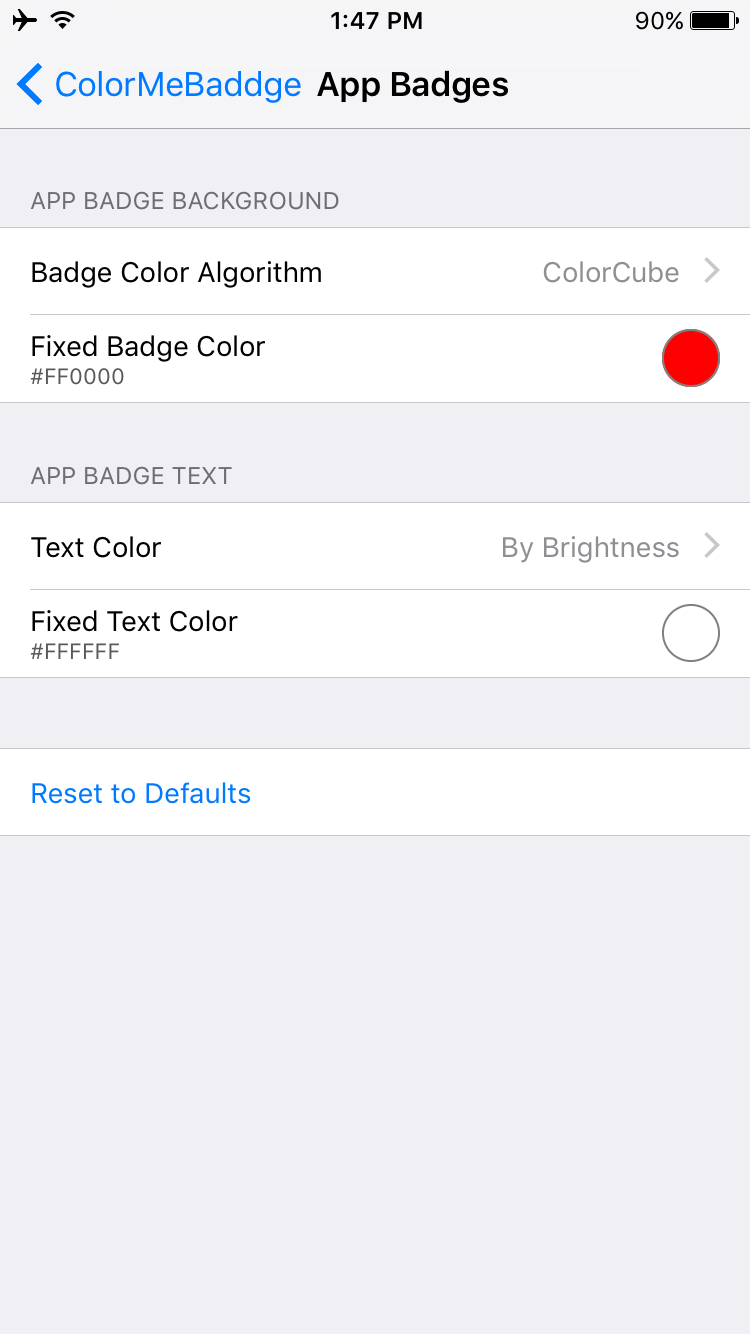 1:47 PM 90%
ColorMeBaddge App Badges
APP BADGE BACKGROUND
Badge Color Algorithm ColorCube
Fixed Badge Color
#FF0000
APP BADGE TEXT
Text Color By Brightness
Fixed Text Color
#FFFFFF
Reset to Defaults